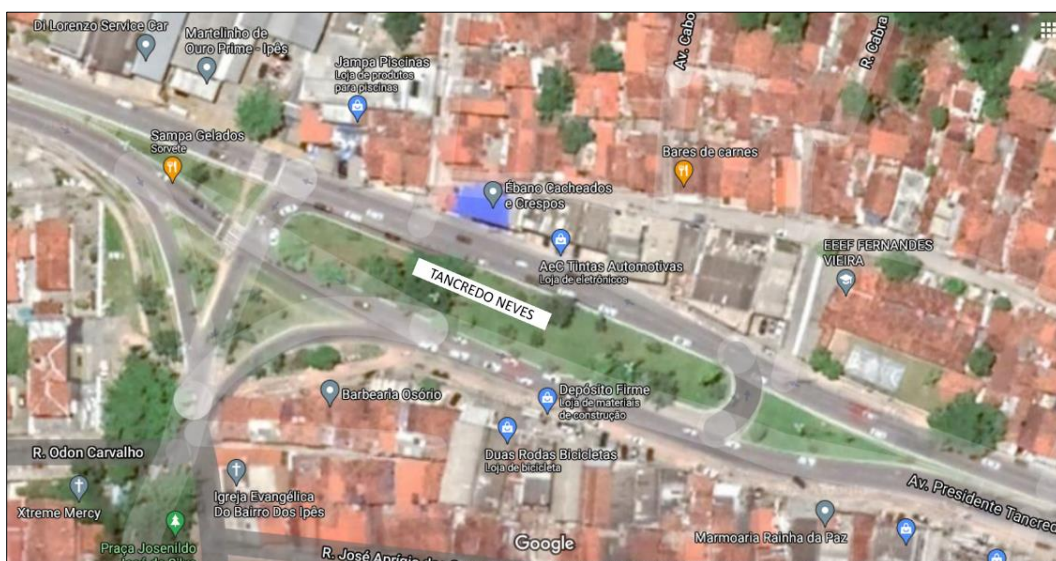 Di Lorenzo Service Car
Martelinho de
Ouro Prime - Ipês
Jampa Piscinas
Loja de produtos
para piscinas
Av. Cabo
R. Cabra
Sampa Gelados
Sorvete
Bares de carnes
Ébano Cacheados
e Crespos
EEEF FERNANDES
VIEIRA
AeC Tintas Automotivas
Loja de eletrônicos
TANCREDO NEVES
Barbearia Osório
Depósito Firme
Loja de materiais
de construção
Duas Rodas Bicicletas
Loja de bicicleta
R. Odon Carvalho
Xtreme Mercy
Igreja Evangélica
Do Bairro Dos Ipês
Av. Presidente Tancred
Marmoaria Rainha da Paz
Praça Josenildo
Google
R. José Aprígio